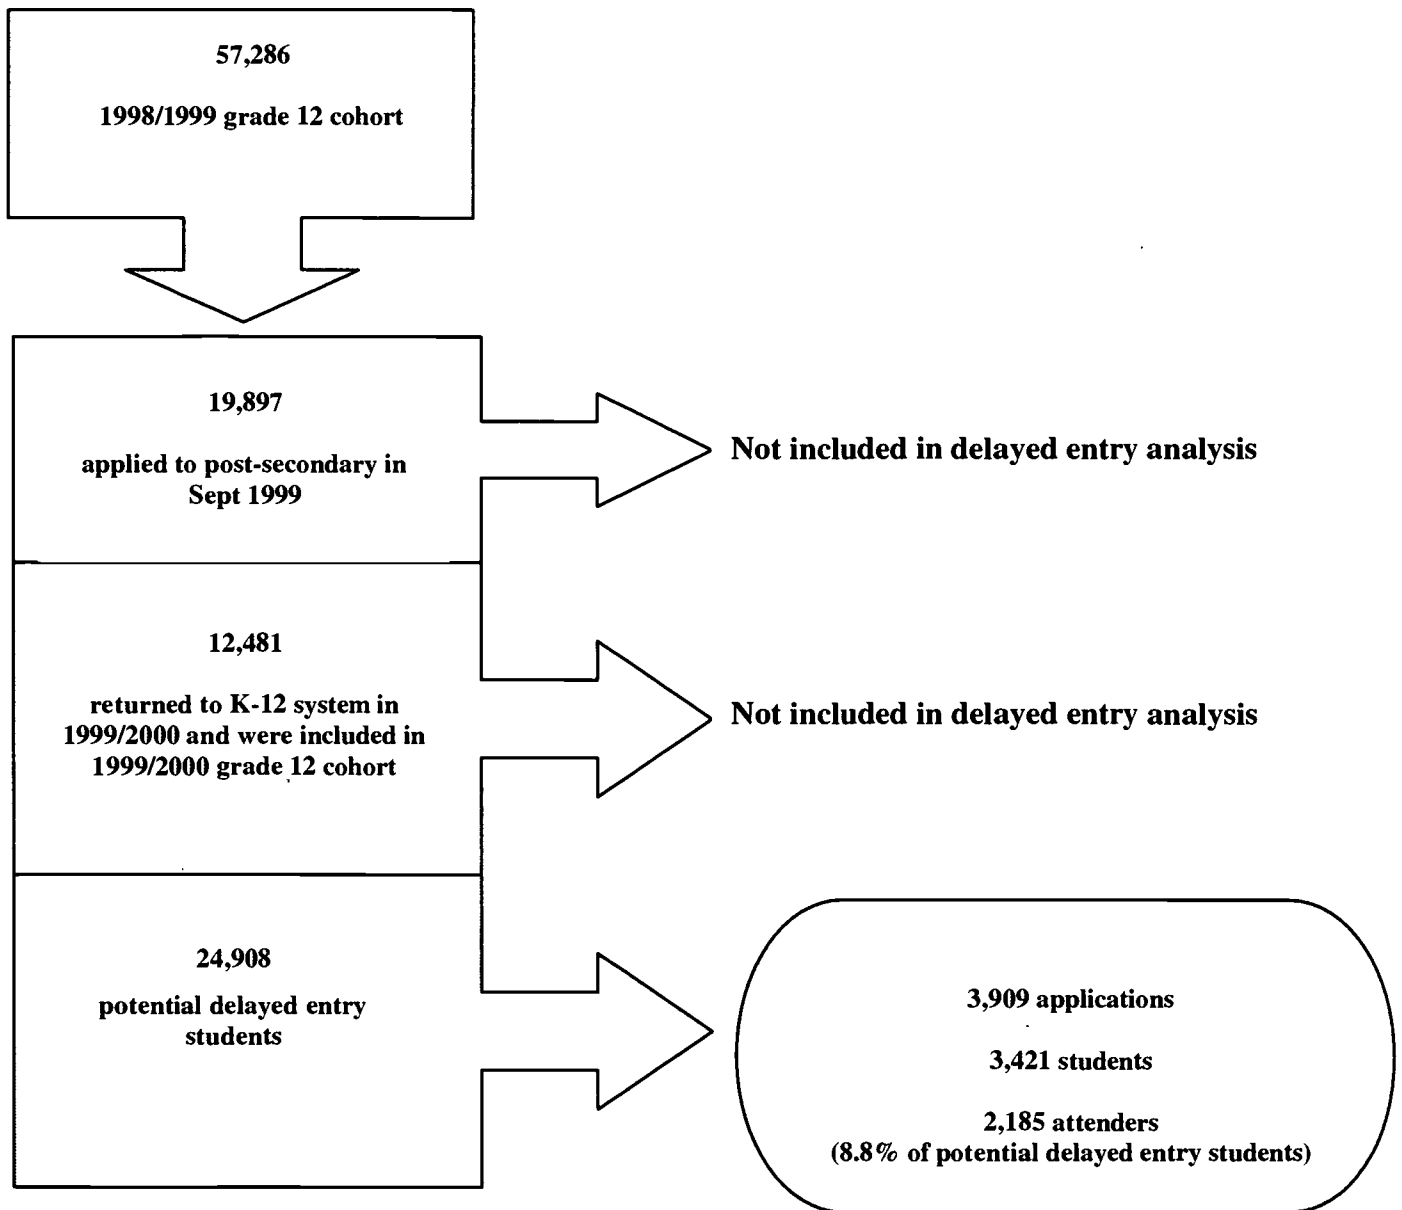 57,286
1998/1999 grade 12 cohort
19,897
applied to post-secondary in
Sept 1999
Not included in delayed entry analysis
12,481
returned to K-12 system in
1999/2000 and were included in
1999/2000 grade 12 cohort
Not included in delayed entry analysis
24,908
potential delayed entry
students
3,909 applications
3,421 students
2,185 attenders
(8.8% of potential delayed entry students)